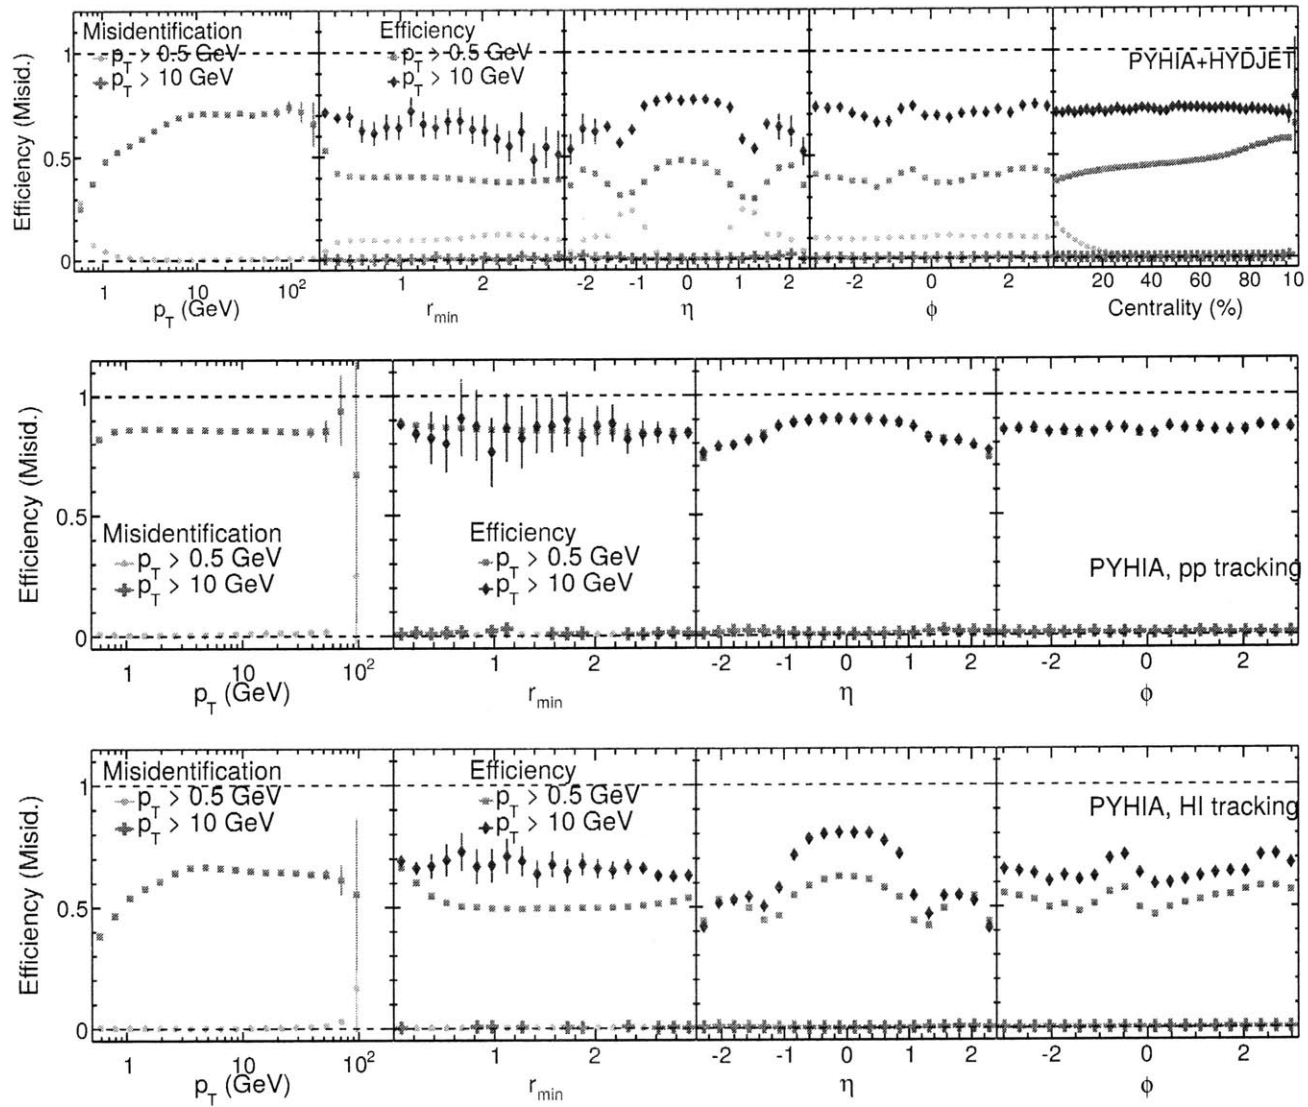 Misidentification
p_T > 0.5 GeV
p_T > 10 GeV
Efficiency
p_T > 0.5 GeV
p_T > 10 GeV
PYHIA+HYDJET
Efficiency (Misid.)
1
0.5
0
1 10 10²
1 2
-2 -1 0 1 2
-2 0 2
20 40 60 80 10
p_T (GeV)
r_min
η
ϕ
Centrality (%)
Efficiency (Misid.)
1
0.5
0
Misidentification
p_T > 0.5 GeV
p_T > 10 GeV
Efficiency
p_T > 0.5 GeV
p_T > 10 GeV
PYHIA, pp tracking
1 10 10²
1 2
-2 -1 0 1 2
-2 0 2
p_T (GeV)
r_min
η
ϕ
Misidentification
p_T > 0.5 GeV
p_T > 10 GeV
Efficiency
p_T > 0.5 GeV
p_T > 10 GeV
PYHIA, HI tracking
Efficiency (Misid.)
1
0.5
0
1 10 10²
1 2
-2 -1 0 1 2
-2 0 2
p_T (GeV)
r_min
η
ϕ